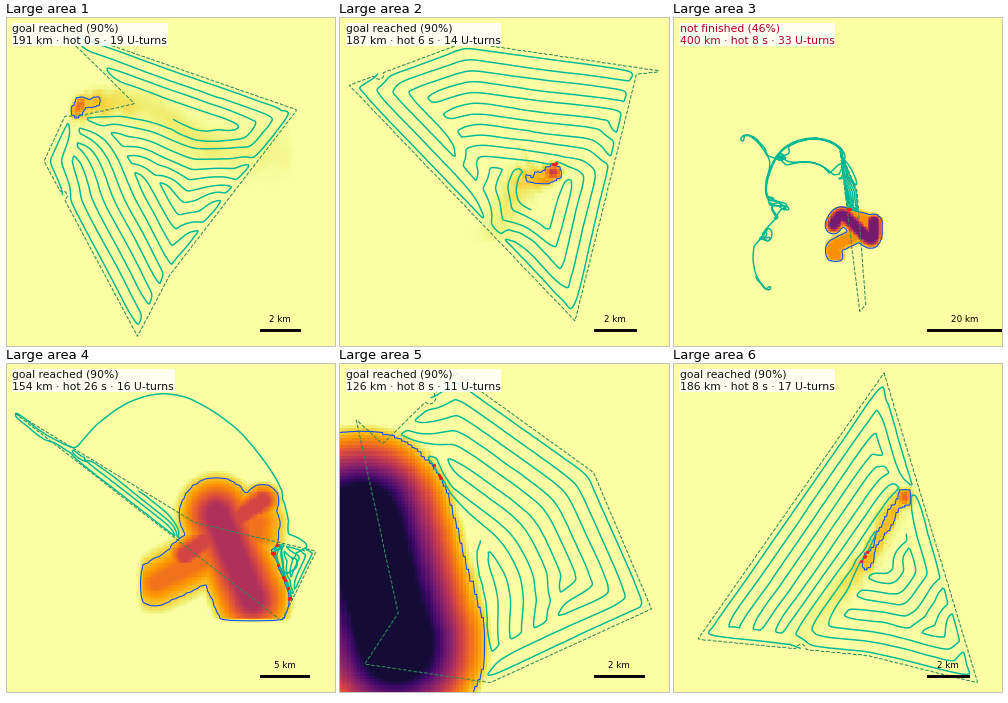 Large area 1
goal reached (90%)
191 km · hot 0 s · 19 U-turns
2 km
Large area 2
goal reached (90%)
187 km · hot 6 s · 14 U-turns
2 km
Large area 3
not finished (46%)
400 km · hot 8 s · 33 U-turns
20 km
Large area 4
goal reached (90%)
154 km · hot 26 s · 16 U-turns
5 km
Large area 5
goal reached (90%)
126 km · hot 8 s · 11 U-turns
2 km
Large area 6
goal reached (90%)
186 km · hot 8 s · 17 U-turns
2 km